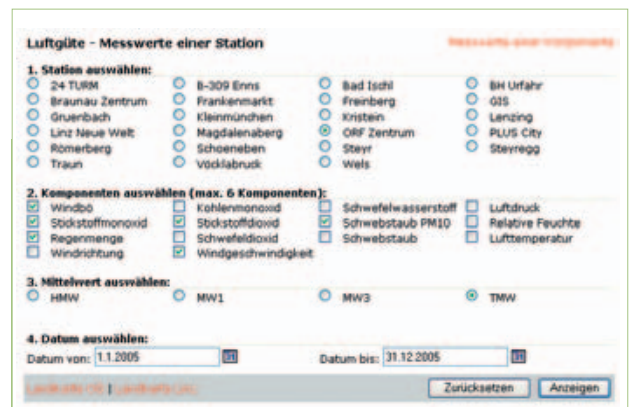 Luftgüte - Messwerte einer Station Messwerte einer Komponente
1. Station auswählen:
24 TURM B-309 Enns Bad Ischl BH Urfahr
Braunau Zentrum Frankenmarkt Freinberg GIS
Gruenbach Kleinmünchen Kristein Lenzing
Linz Neue Welt Magdalenaberg ORF Zentrum PLUS City
Römerberg Schoeneben Steyr Steyregg
Traun Vöcklabruck Wels
2. Komponenten auswählen (max. 6 Komponenten):
Windbö Kohlenmonoxid Schwefelwasserstoff Luftdruck
Stickstoffmonoxid Stickstoffdioxid Schwebstaub PM10 Relative Feuchte
Regenmenge Schwefeldioxid Schwebstaub Lufttemperatur
Windrichtung Windgeschwindigkeit
3. Mittelwert auswählen:
HMW MW1 MW3 TMW
4. Datum auswählen:
Datum von: 1.1.2005 Datum bis: 31.12.2005
Zurücksetzen Anzeigen